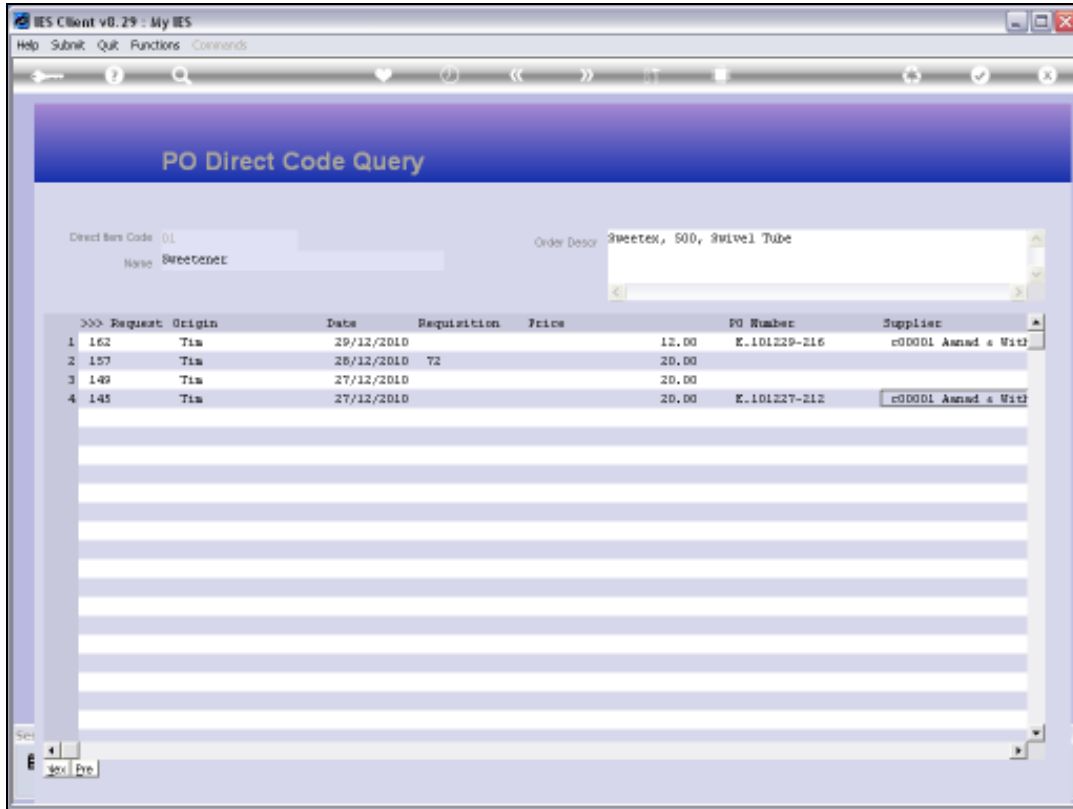 IES Client v8.29 : My IES
Help Submit Quit Functions Commands
PO Direct Code Query
Direct Item Code 01 Order Descr Sweetex, 500, Swivel Tube
Name Sweetener
>>> Request Origin Date Requisition Price PO Number Supplier
1 162 Tim 29/12/2010 12.00 K.101229-216 c00001 & With
2 157 Tim 28/12/2010 72 20.00
3 149 Tim 27/12/2010 20.00
4 145 Tim 27/12/2010 20.00 K.101227-212 c00001 & With
Ser
Pre